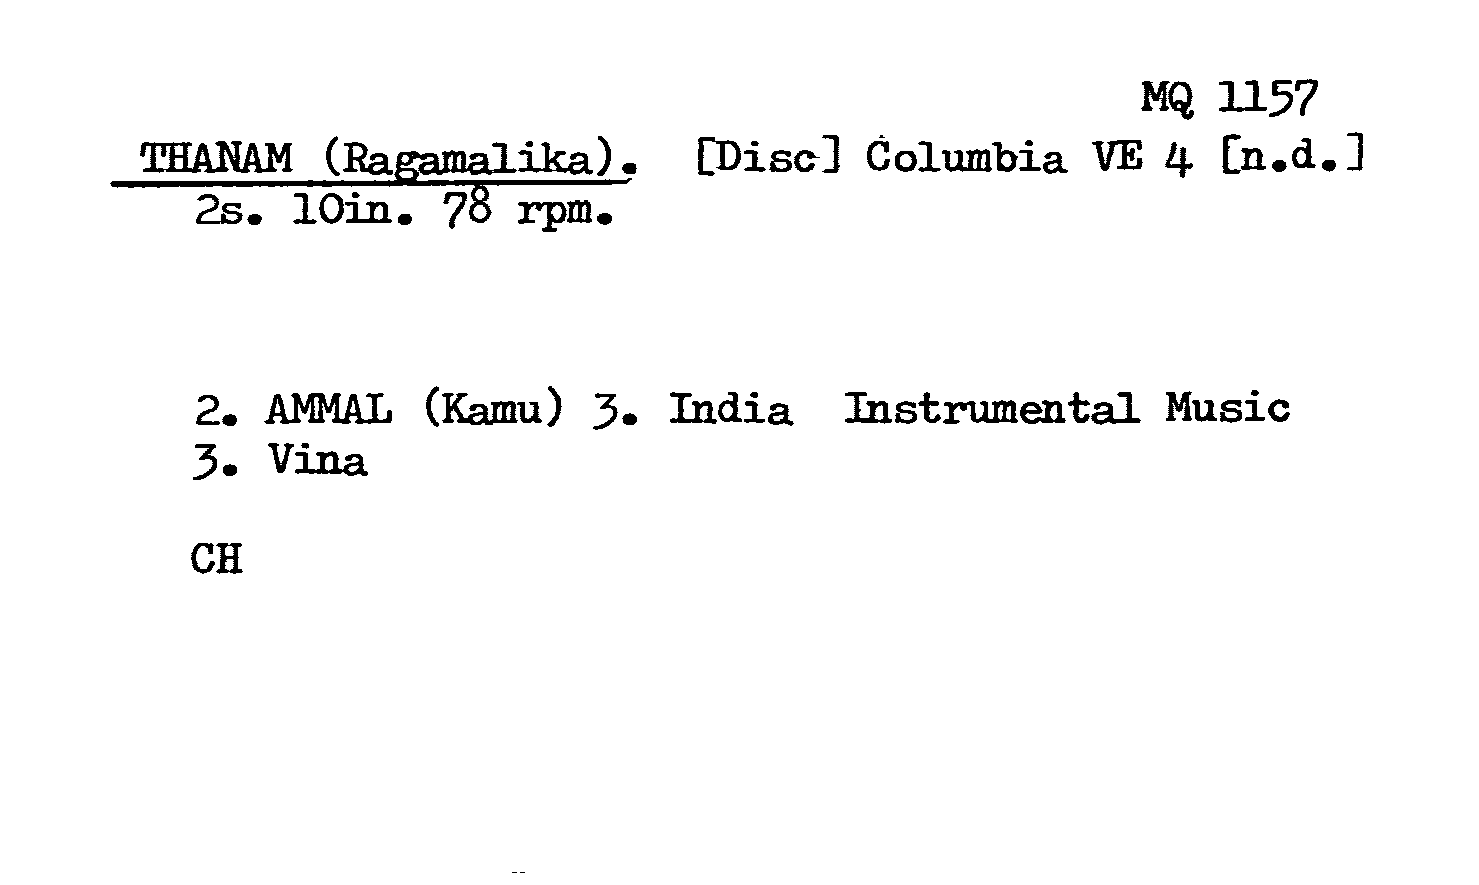 MQ 1157
THANAM (Ragamalika). [Disc] Columbia VE 4 [n.d.]
2s. 10in. 78 rpm.
2. AMMAL (Kamu) 3. India Instrumental Music
3. Vina
CH